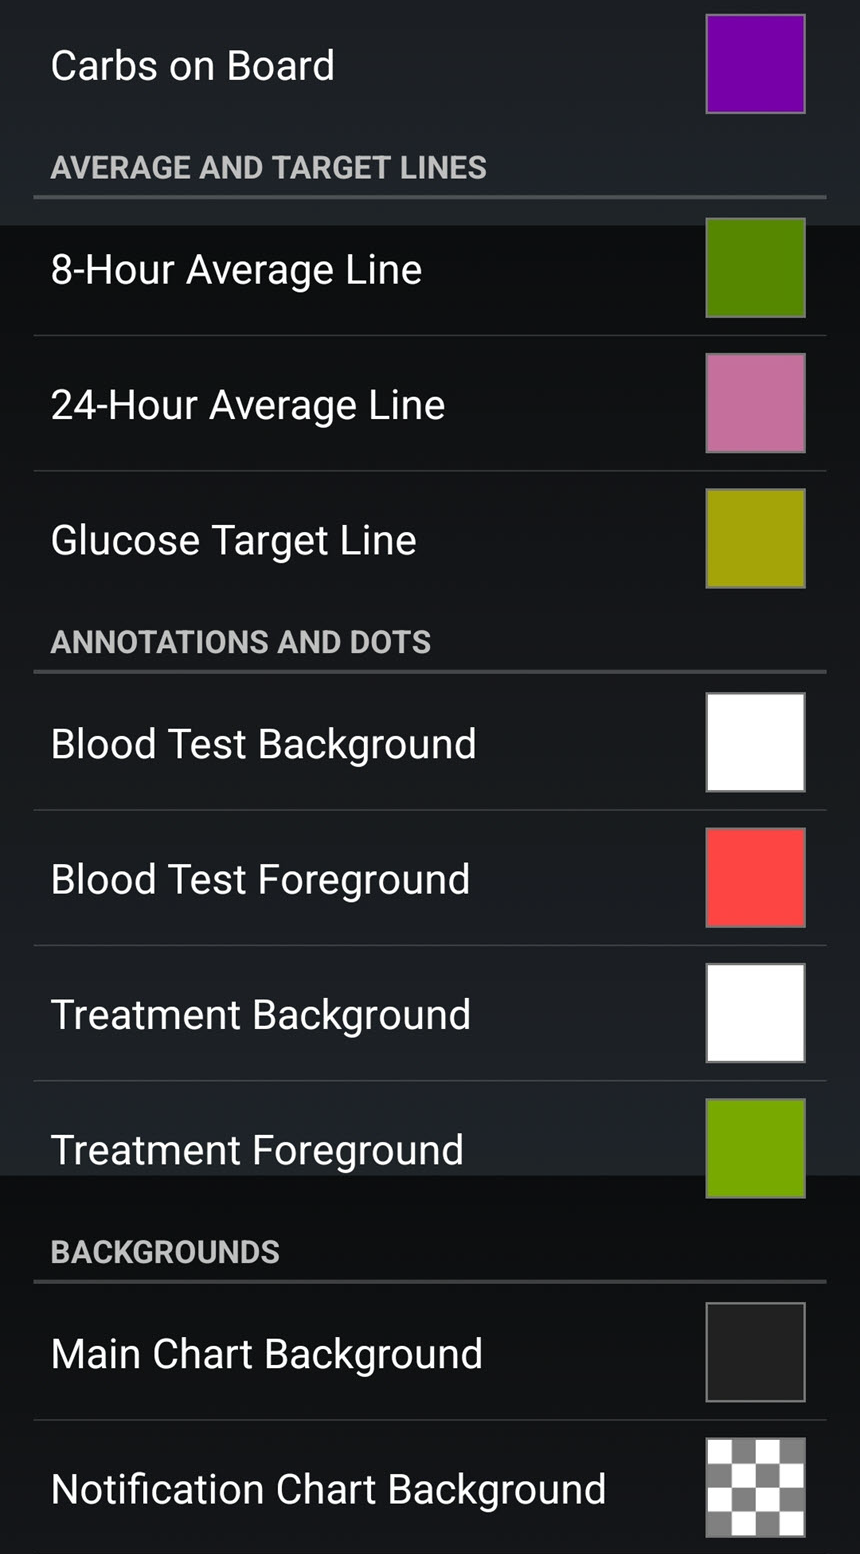 Carbs on Board
AVERAGE AND TARGET LINES
8-Hour Average Line
24-Hour Average Line
Glucose Target Line
ANNOTATIONS AND DOTS
Blood Test Background
Blood Test Foreground
Treatment Background
Treatment Foreground
BACKGROUNDS
Main Chart Background
Notification Chart Background